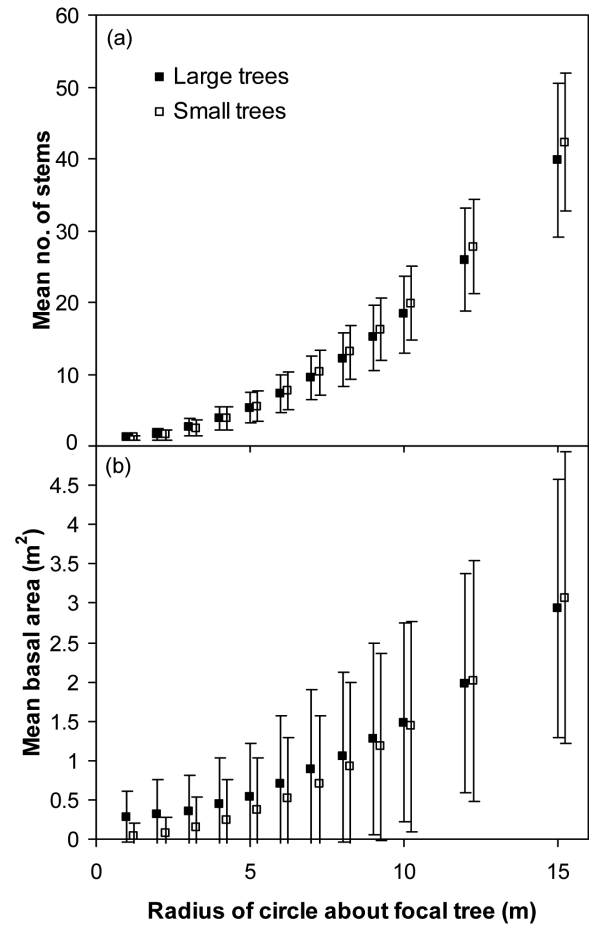 (a)
Large trees
Small trees
Mean no. of stems
60
50
40
30
20
10
0
(b)
Mean basal area (m²)
4.5
4
3.5
3
2.5
2
1.5
1
0.5
0
0 5 10 15
Radius of circle about focal tree (m)